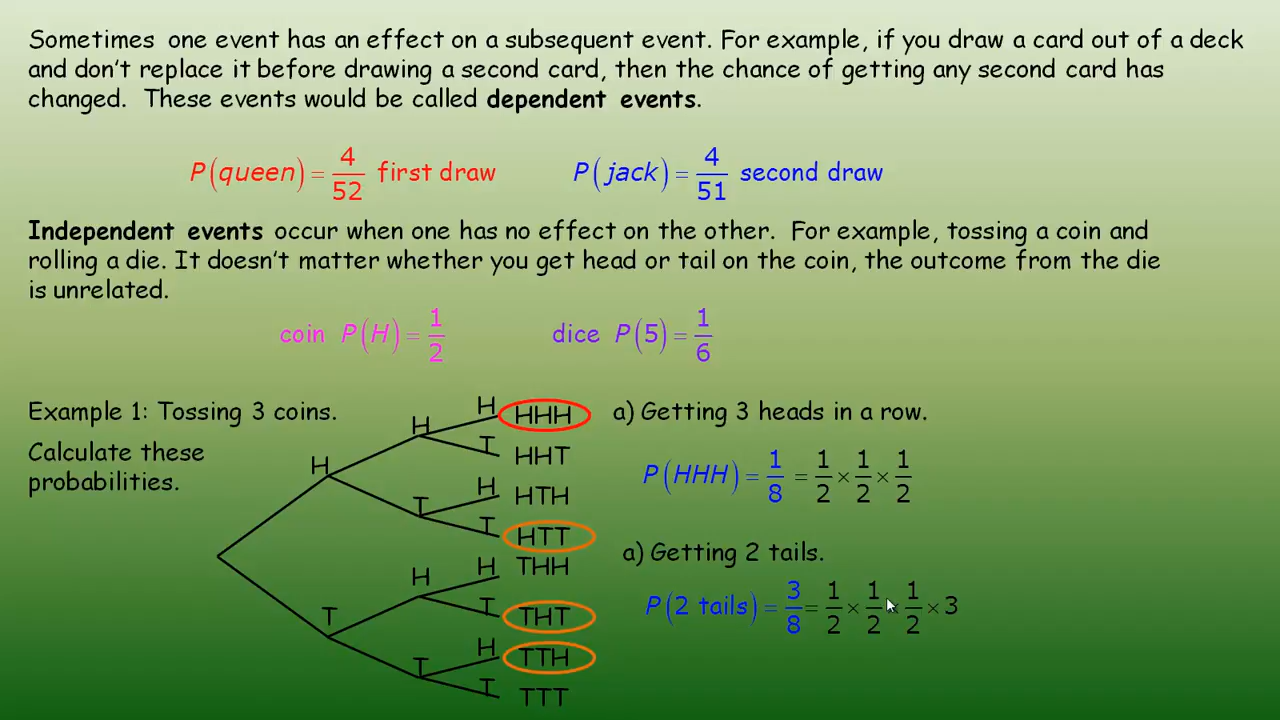 Sometimes one event has an effect on a subsequent event. For example, if you draw a card out of a deck
and don't replace it before drawing a second card, then the chance of getting any second card has
changed. These events would be called dependent events.
P(queen) = 4/52 first draw
P(jack) = 4/51 second draw
Independent events occur when one has no effect on the other. For example, tossing a coin and
rolling a die. It doesn't matter whether you get head or tail on the coin, the outcome from the die
is unrelated.
coin P(H) = 1/2
dice P(5) = 1/6
Example 1: Tossing 3 coins.
Calculate these
probabilities.
H
T
H
T
H
T
H
T
H
T
H
T
H
T
HHH
HHT
HTH
HTT
THH
THT
TTH
TTT
a) Getting 3 heads in a row.
P(HHH) = 1/8 = 1/2 × 1/2 × 1/2
a) Getting 2 tails.
P(2 tails) = 3/8 = 1/2 × 1/2 × 1/2 × 3